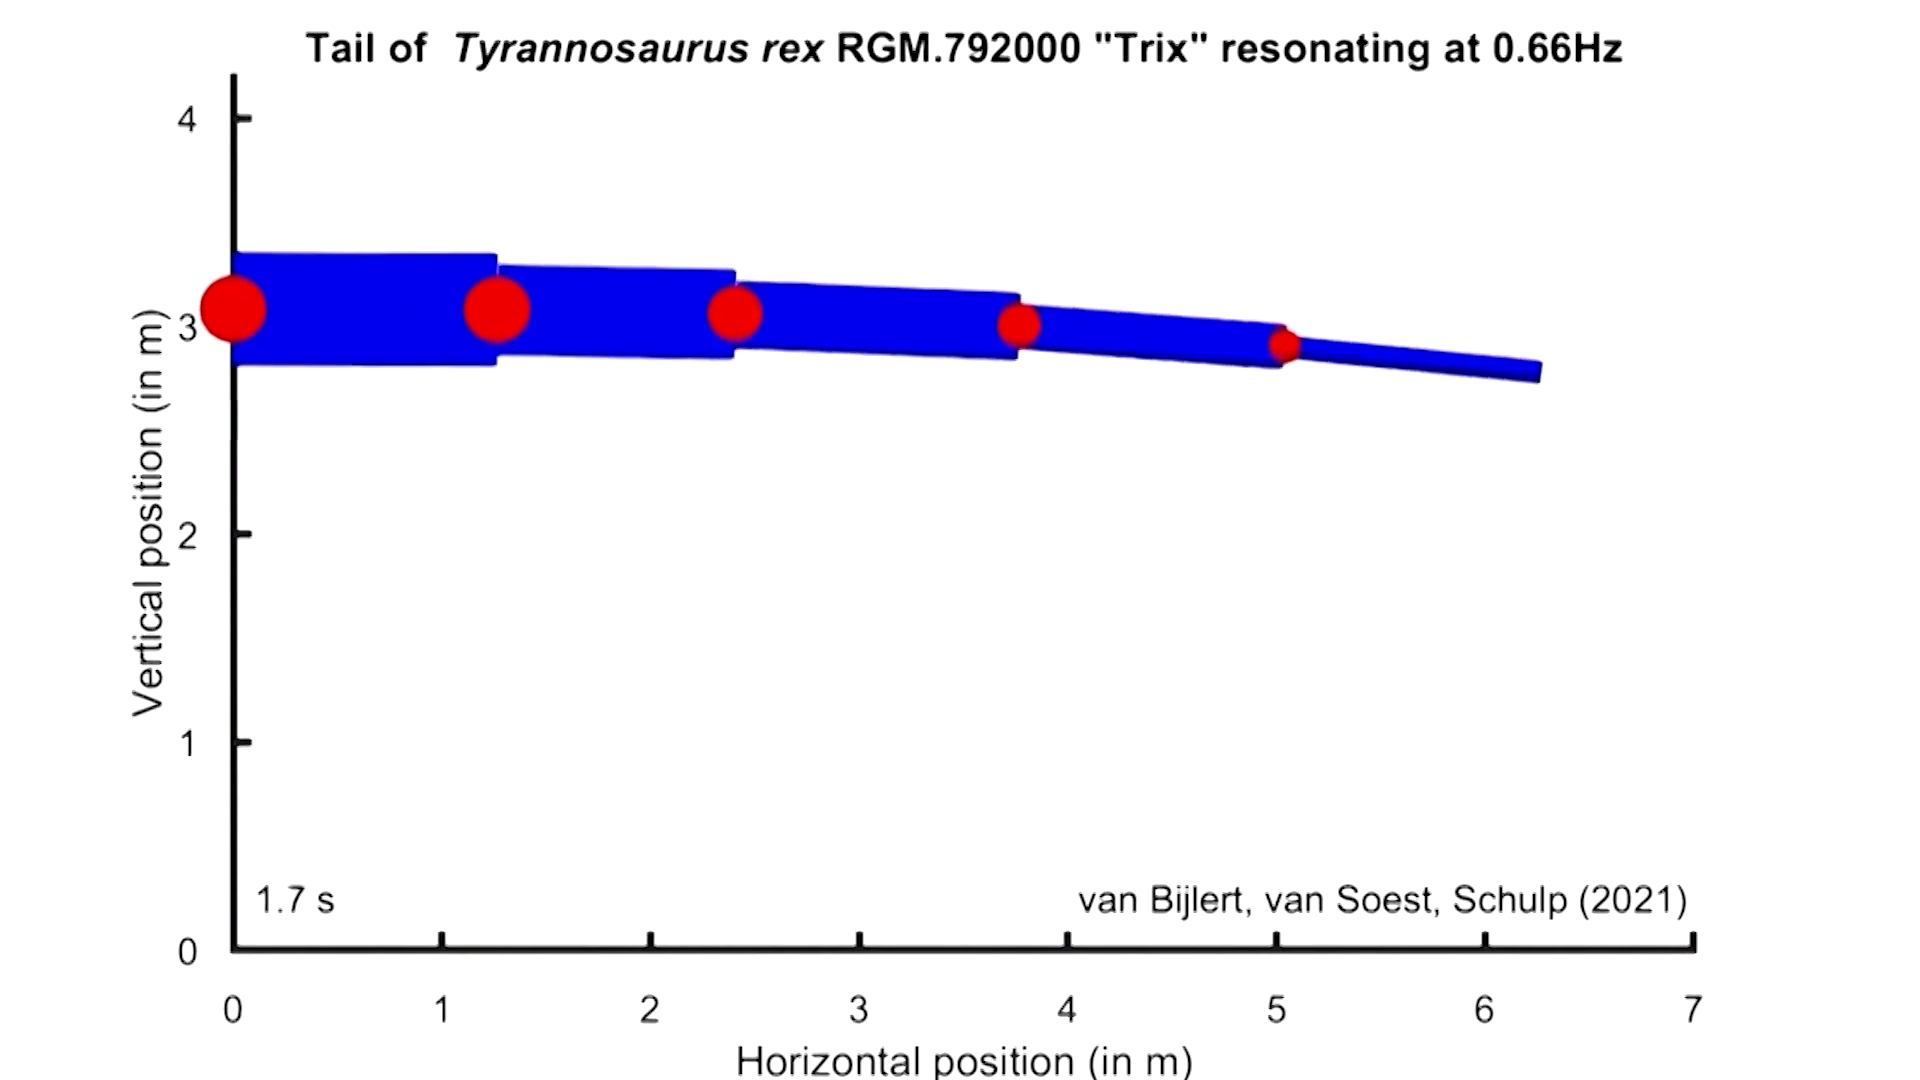 Tail of Tyrannosaurus rex RGM.792000 "Trix" resonating at 0.66Hz
4
3
2
1
0
Vertical position (in m)
1.7 s
van Bijlert, van Soest, Schulp (2021)
0 1 2 3 4 5 6 7
Horizontal position (in m)